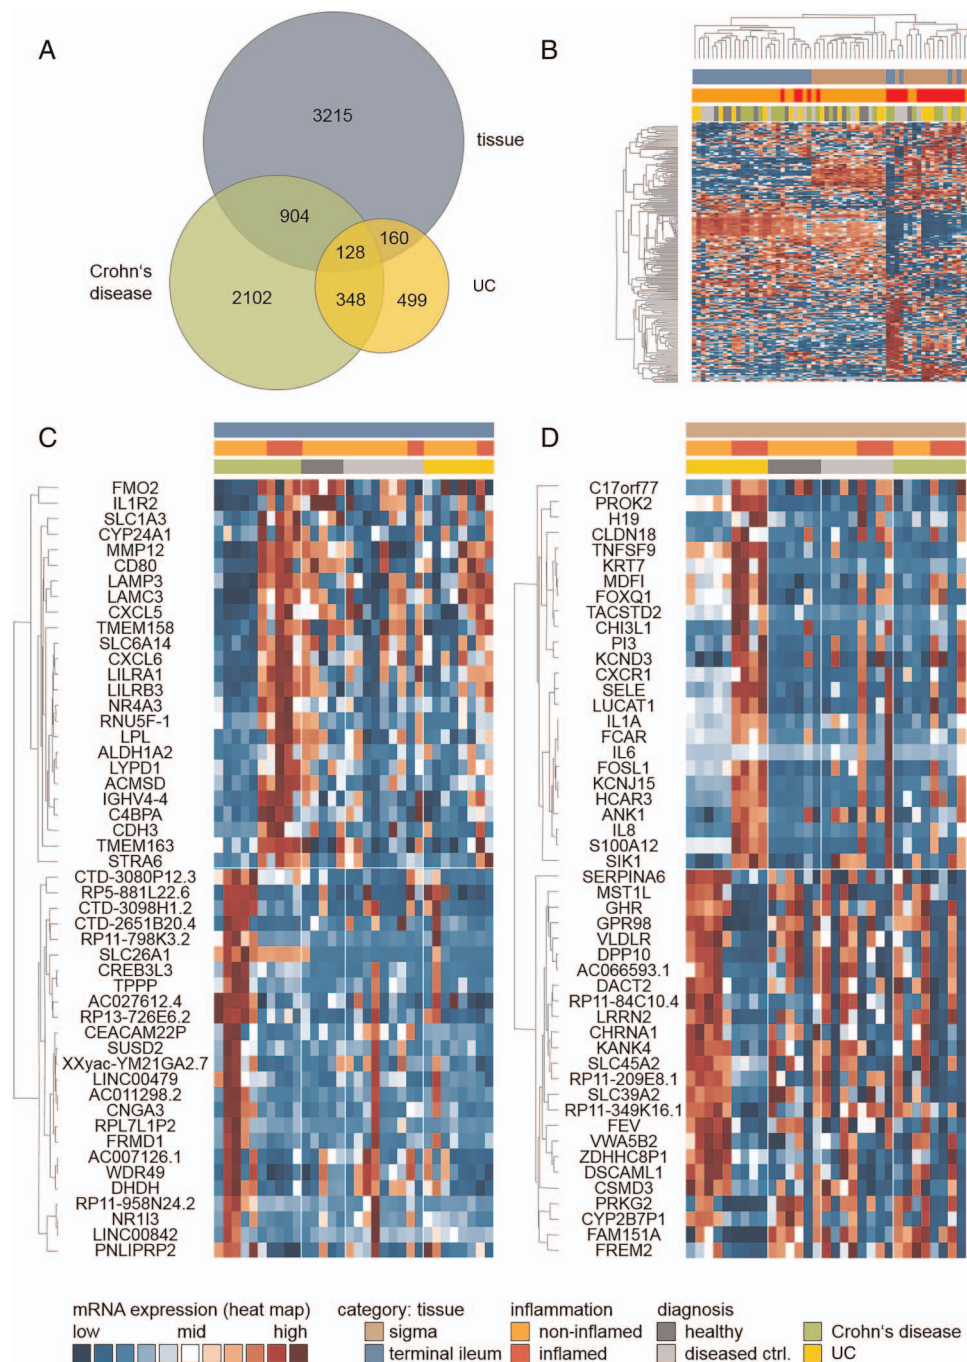 A
3215
tissue
904
160
128
Crohn's
disease
UC
2102
348
499
B
C
FMO2
IL1R2
SLC1A3
CYP24A1
MMP12
CD80
LAMP3
LAMC3
CXCL5
TMEM158
SLC6A14
CXCL6
LILRA1
LILRB3
NR4A3
RNU5F-1
LPL
ALDH1A2
LYPD1
ACMSD
IGHV4-4
C4BPA
CDH3
TMEM163
STRA6
CTD-3080P12.3
RP5-881L22.6
CTD-3098H1.2
CTD-2651B20.4
RP11-798K3.2
SLC26A1
CREB3L3
TPPP
AC027612.4
RP13-726E6.2
CEACAM22P
SUSD2
XXyac-YM21GA2.7
LINC00479
AC011298.2
CNGA3
RPL7L1P2
FRMD1
AC007126.1
WDR49
DHDH
RP11-958N24.2
NR1I3
LINC00842
PNLIPRP2
D
C17orf77
PROK2
H19
CLDN18
TNFSF9
KRT7
MDFI
FOXQ1
TACSTD2
CHI3L1
PI3
KCND3
CXCR1
SELE
LUCAT1
IL1A
FCAR
IL6
FOSL1
KCNJ15
HCAR3
ANK1
IL8
S100A12
SIK1
SERPINA6
MST1L
GHR
GPR98
VLDLR
DPP10
AC066593.1
DACT2
RP11-84C10.4
LRRN2
CHRNA1
KANK4
SLC45A2
RP11-209E8.1
SLC39A2
RP11-349K16.1
FEV
VWA5B2
ZDHHC8P1
DSCAML1
CSMD3
PRKG2
CYP2B7P1
FAM151A
FREM2
mRNA expression (heat map)
low mid high
category: tissue
sigma
terminal ileum
inflammation
non-inflamed
inflamed
diagnosis
healthy
diseased ctrl.
Crohn's disease
UC